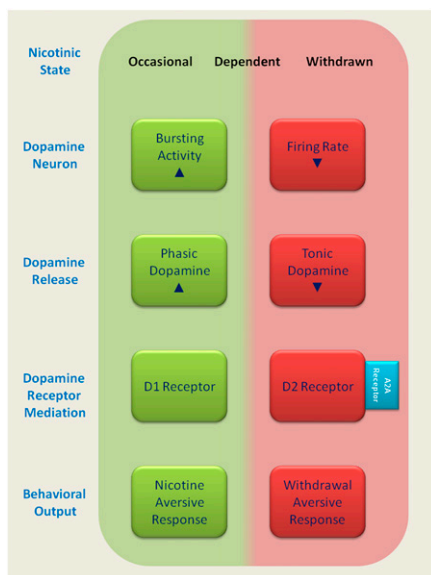 Nicotinic
State
Occasional Dependent Withdrawn
Dopamine
Neuron
Bursting
Activity
▲
Firing Rate
▼
Dopamine
Release
Phasic
Dopamine
▲
Tonic
Dopamine
▼
Dopamine
Receptor
Mediation
D1 Receptor
D2 Receptor
A2A
Receptor
Behavioral
Output
Nicotine
Aversive
Response
Withdrawal
Aversive
Response